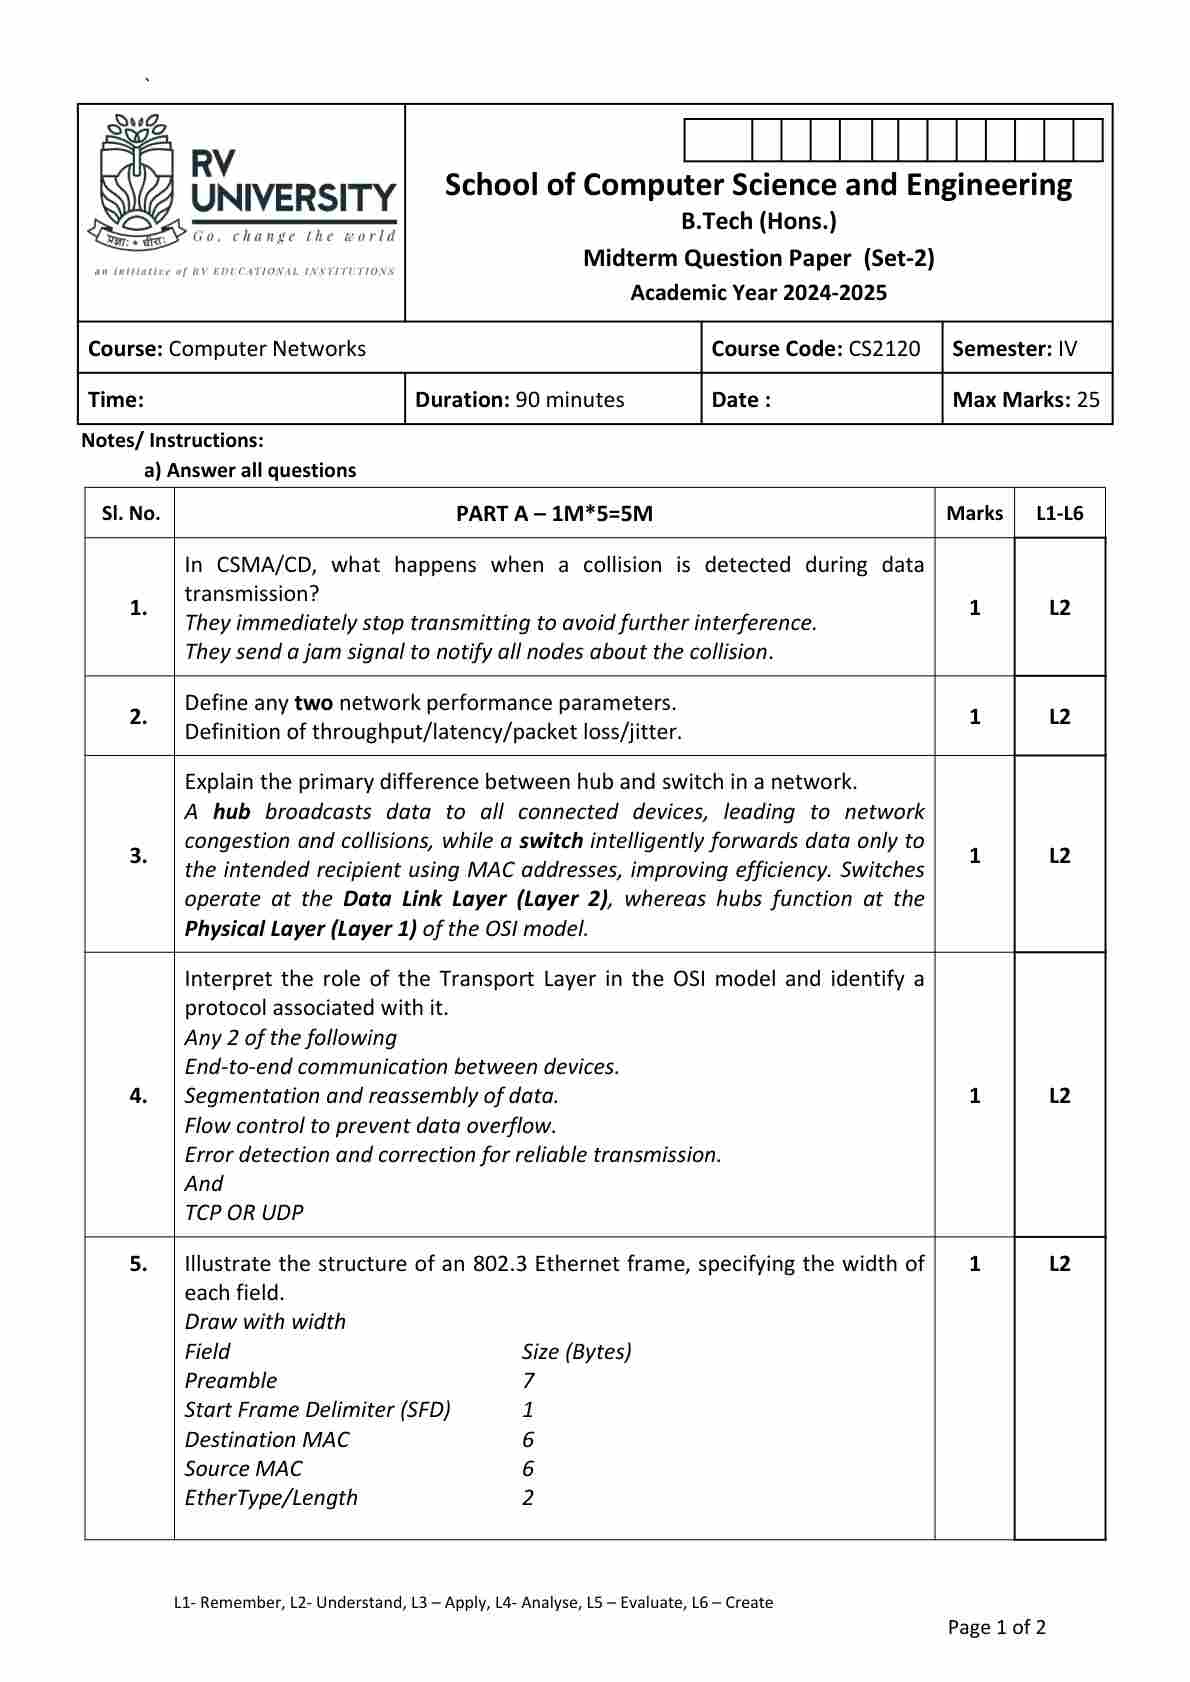 `
RV
UNIVERSITY
Go, change the world
प्रज्ञाः • धीराः
an initiative of RV EDUCATIONAL INSTITUTIONS
School of Computer Science and Engineering
B.Tech (Hons.)
Midterm Question Paper (Set-2)
Academic Year 2024-2025
Course: Computer Networks
Course Code: CS2120
Semester: IV
Time:
Duration: 90 minutes
Date :
Max Marks: 25
Notes/ Instructions:
a) Answer all questions
Sl. No.
PART A – 1M*5=5M
Marks
L1-L6
1.
In CSMA/CD, what happens when a collision is detected during data
transmission?
They immediately stop transmitting to avoid further interference.
They send a jam signal to notify all nodes about the collision.
1
L2
2.
Define any two network performance parameters.
Definition of throughput/latency/packet loss/jitter.
1
L2
3.
Explain the primary difference between hub and switch in a network.
A hub broadcasts data to all connected devices, leading to network
congestion and collisions, while a switch intelligently forwards data only to
the intended recipient using MAC addresses, improving efficiency. Switches
operate at the Data Link Layer (Layer 2), whereas hubs function at the
Physical Layer (Layer 1) of the OSI model.
1
L2
4.
Interpret the role of the Transport Layer in the OSI model and identify a
protocol associated with it.
Any 2 of the following
End-to-end communication between devices.
Segmentation and reassembly of data.
Flow control to prevent data overflow.
Error detection and correction for reliable transmission.
And
TCP OR UDP
1
L2
5.
Illustrate the structure of an 802.3 Ethernet frame, specifying the width of
each field.
Draw with width
Field Size (Bytes)
Preamble 7
Start Frame Delimiter (SFD) 1
Destination MAC 6
Source MAC 6
EtherType/Length 2
1
L2
L1- Remember, L2- Understand, L3 – Apply, L4- Analyse, L5 – Evaluate, L6 – Create
Page 1 of 2